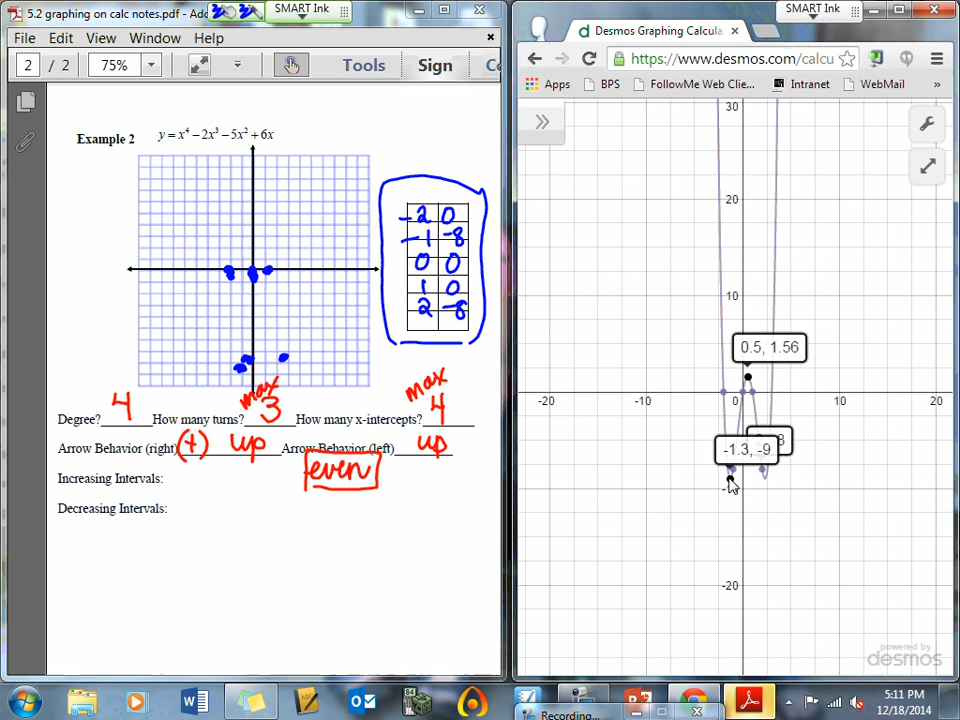 5.2 graphing on calc notes.pdf - Ado
SMART Ink
File Edit View Window Help
2 / 2 75% Tools Sign
Example 2 y = x⁴ − 2x³ − 5x² + 6x
-2 0
-1 -8
0 0
1 0
2 -8
Degree? 4 How many turns? max 3 How many x-intercepts? max 4
Arrow Behavior (right) (+) up Arrow Behavior (left) up
even
Increasing Intervals:
Decreasing Intervals:
SMART Ink
Desmos Graphing Calcula
https://www.desmos.com/calcu
Apps BPS FollowMe Web Clie... Intranet WebMail »
30
20
10
0.5, 1.56
-20 -10 0 10 20
8
-1.3, -9
-20
powered by
desmos
Recording...
5:11 PM
12/18/2014